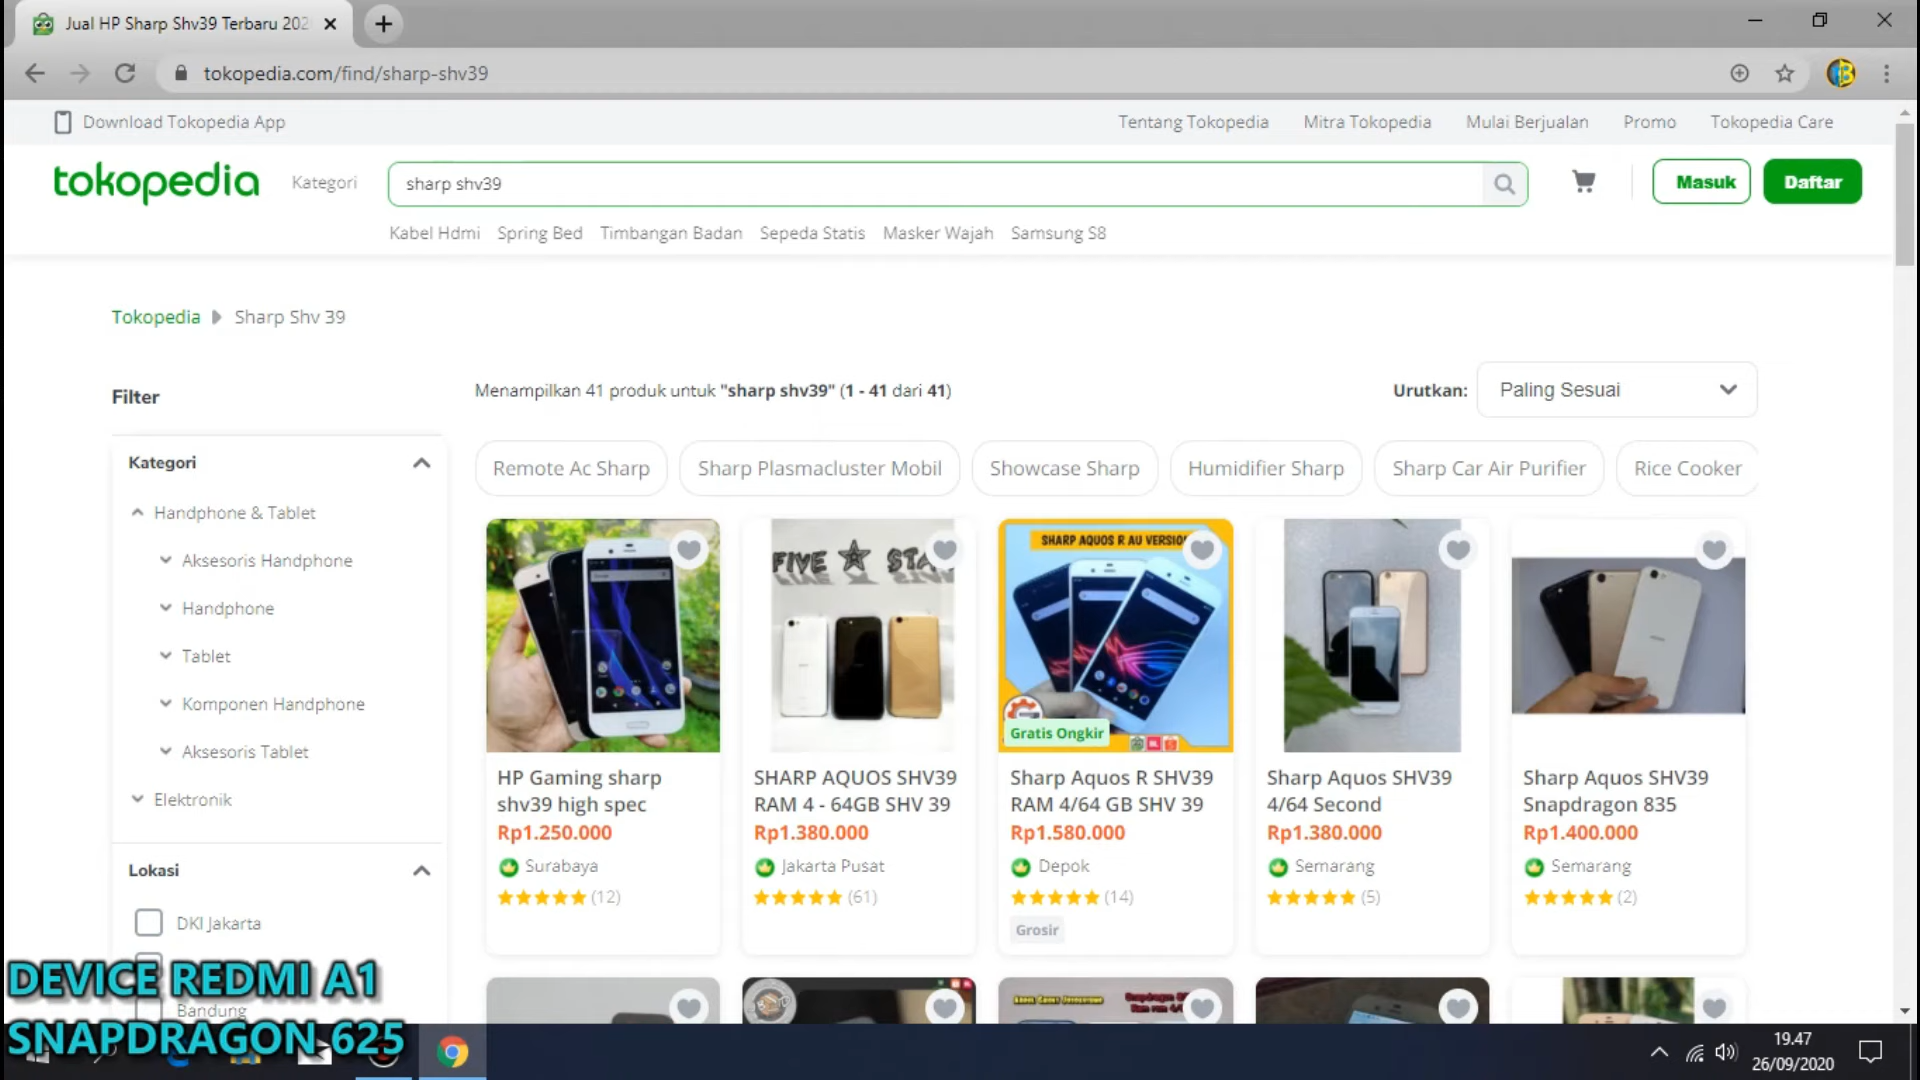 Jual HP Sharp Shv39 Terbaru 202
tokopedia.com/find/sharp-shv39
Download Tokopedia App
Tentang Tokopedia
Mitra Tokopedia
Mulai Berjualan
Promo
Tokopedia Care
tokopedia
Kategori
sharp shv39
Masuk
Daftar
Kabel Hdmi
Spring Bed
Timbangan Badan
Sepeda Statis
Masker Wajah
Samsung S8
Tokopedia
Sharp Shv 39
Filter
Menampilkan 41 produk untuk "sharp shv39" (1 - 41 dari 41)
Urutkan:
Paling Sesuai
Kategori
Handphone & Tablet
Aksesoris Handphone
Handphone
Tablet
Komponen Handphone
Aksesoris Tablet
Elektronik
Lokasi
DKI Jakarta
Bandung
Remote Ac Sharp
Sharp Plasmacluster Mobil
Showcase Sharp
Humidifier Sharp
Sharp Car Air Purifier
Rice Cooker
HP Gaming sharp
shv39 high spec
Rp1.250.000
Surabaya
(12)
FIVE STA
SHARP AQUOS SHV39
RAM 4 - 64GB SHV 39
Rp1.380.000
Jakarta Pusat
(61)
SHARP AQUOS R AU VERSIO
Gratis Ongkir
Sharp Aquos R SHV39
RAM 4/64 GB SHV 39
Rp1.580.000
Depok
(14)
Grosir
Sharp Aquos SHV39
4/64 Second
Rp1.380.000
Semarang
(5)
Sharp Aquos SHV39
Snapdragon 835
Rp1.400.000
Semarang
(2)
DEVICE REDMI A1
SNAPDRAGON 625
19.47
26/09/2020